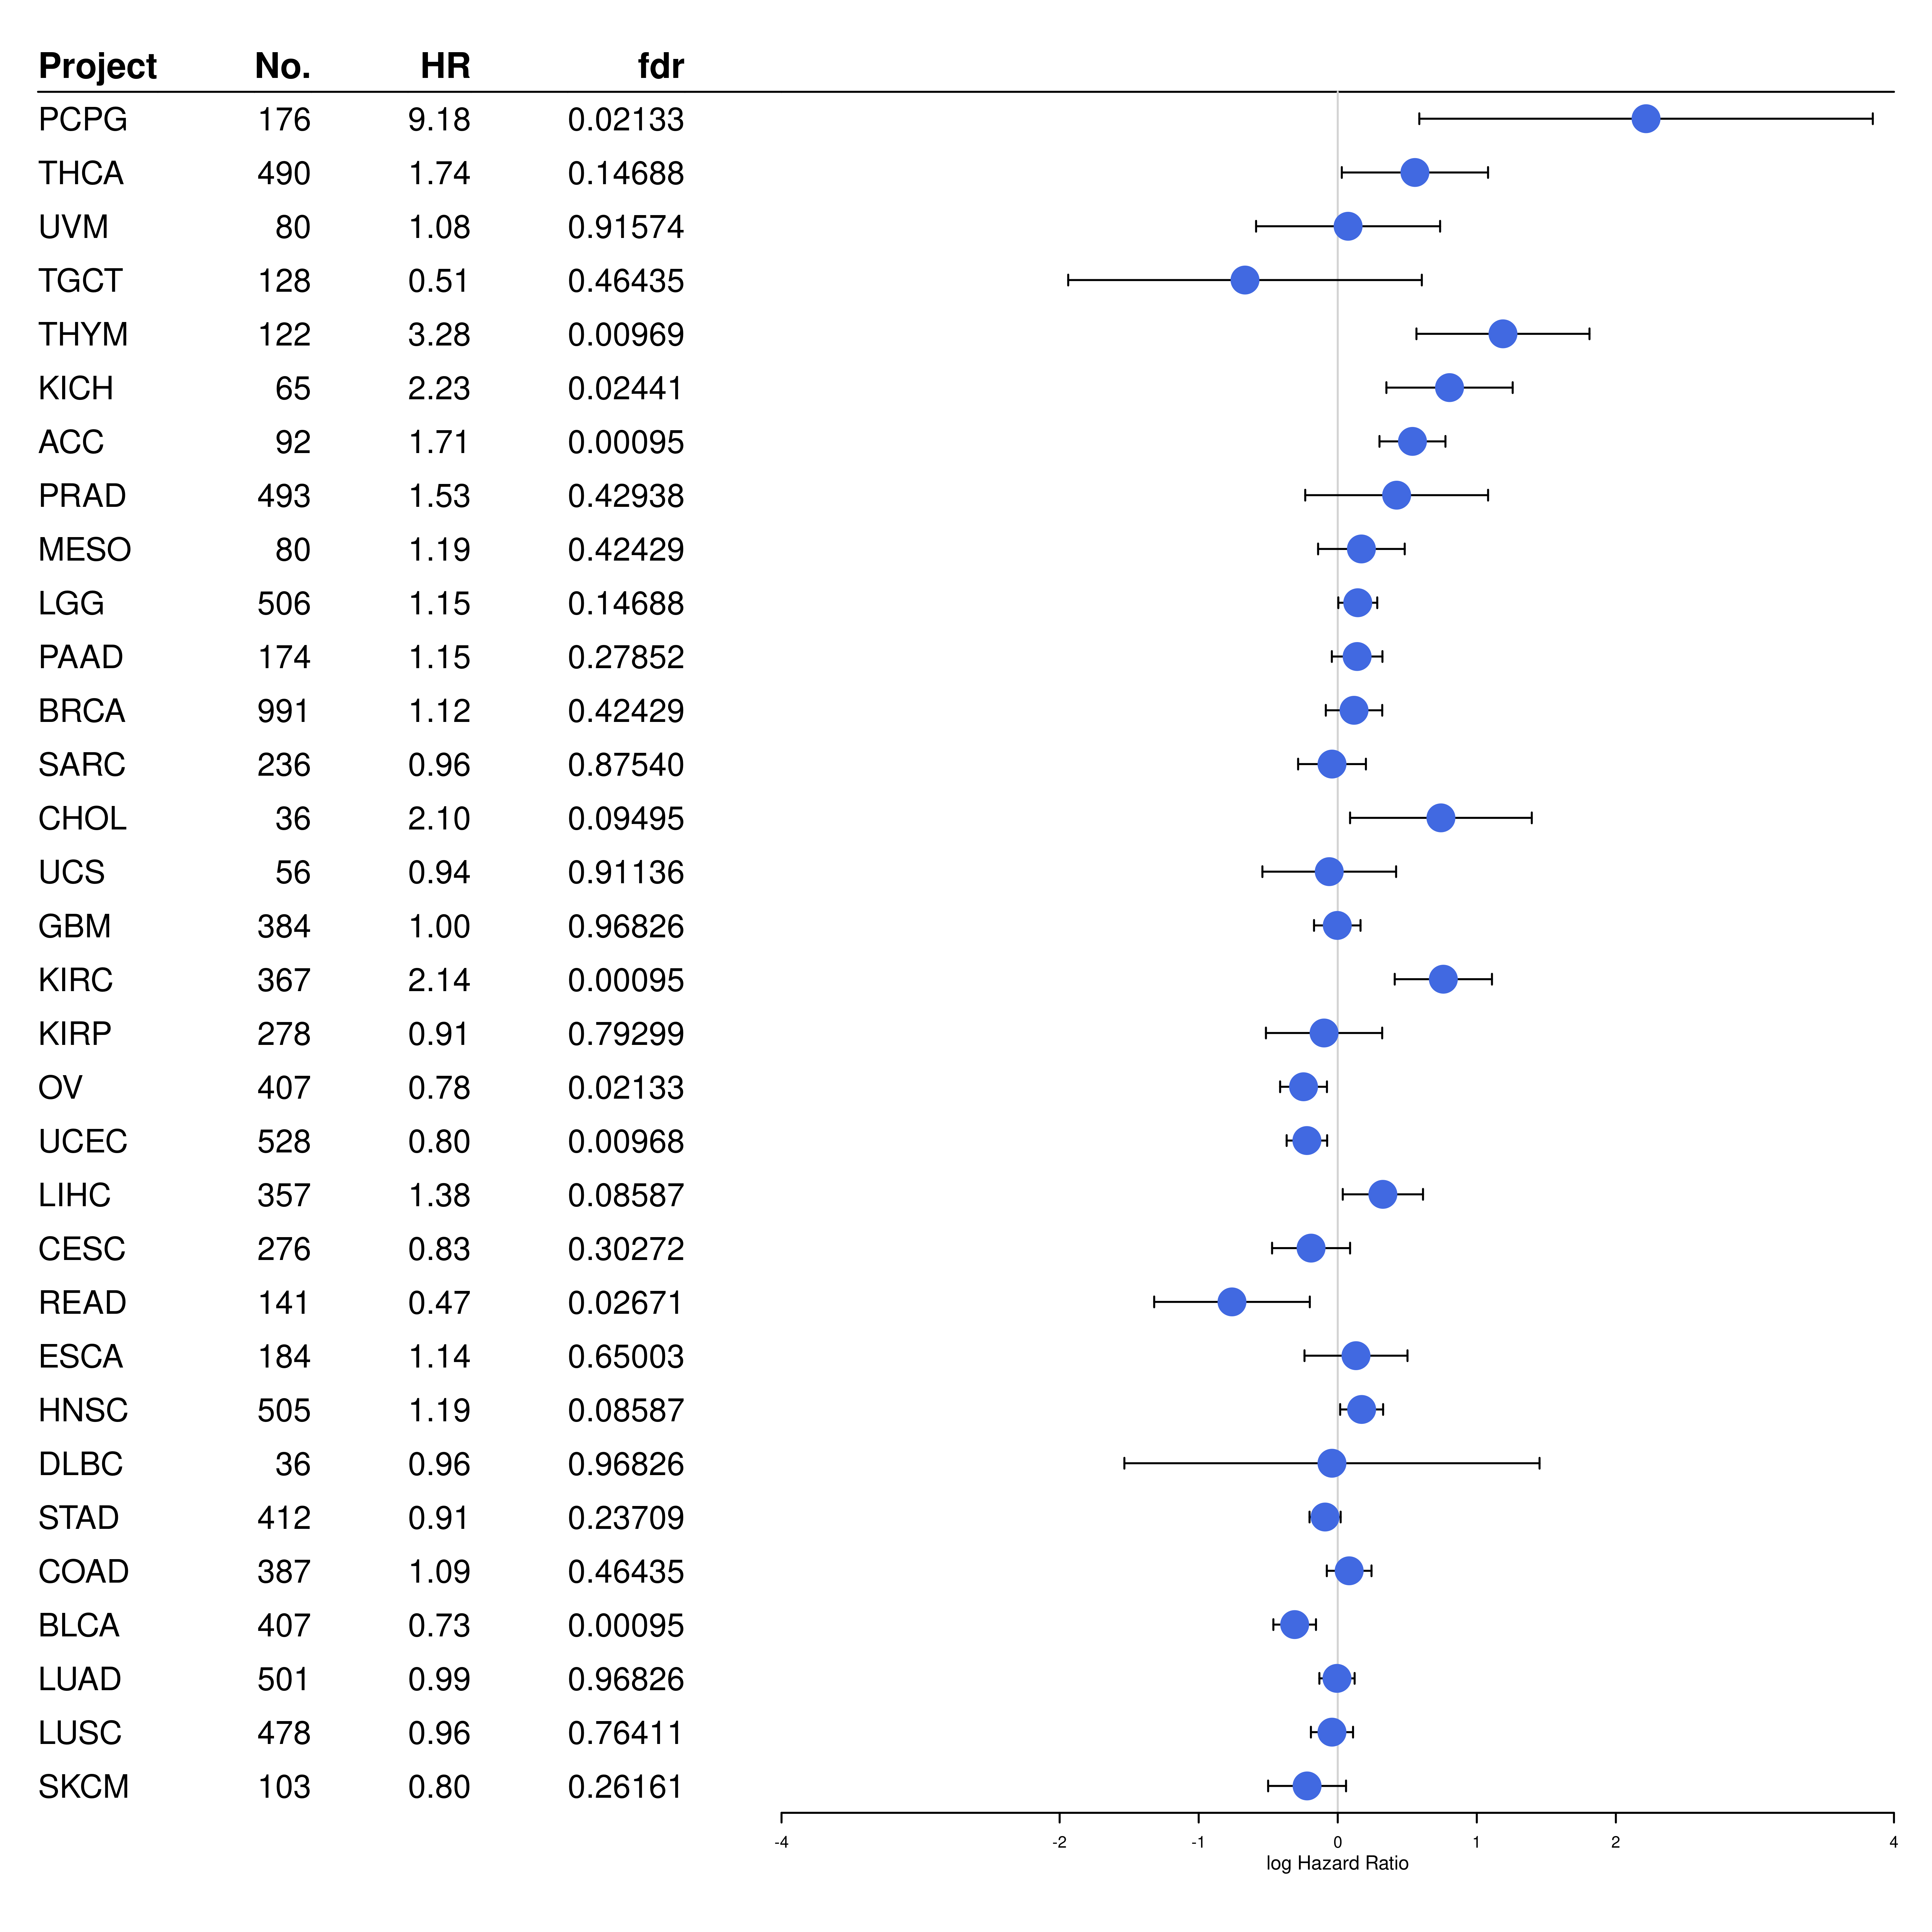 Project No. HR fdr
PCPG 176 9.18 0.02133
THCA 490 1.74 0.14688
UVM 80 1.08 0.91574
TGCT 128 0.51 0.46435
THYM 122 3.28 0.00969
KICH 65 2.23 0.02441
ACC 92 1.71 0.00095
PRAD 493 1.53 0.42938
MESO 80 1.19 0.42429
LGG 506 1.15 0.14688
PAAD 174 1.15 0.27852
BRCA 991 1.12 0.42429
SARC 236 0.96 0.87540
CHOL 36 2.10 0.09495
UCS 56 0.94 0.91136
GBM 384 1.00 0.96826
KIRC 367 2.14 0.00095
KIRP 278 0.91 0.79299
OV 407 0.78 0.02133
UCEC 528 0.80 0.00968
LIHC 357 1.38 0.08587
CESC 276 0.83 0.30272
READ 141 0.47 0.02671
ESCA 184 1.14 0.65003
HNSC 505 1.19 0.08587
DLBC 36 0.96 0.96826
STAD 412 0.91 0.23709
COAD 387 1.09 0.46435
BLCA 407 0.73 0.00095
LUAD 501 0.99 0.96826
LUSC 478 0.96 0.76411
SKCM 103 0.80 0.26161
-4 -2 -1 0 1 2 4
log Hazard Ratio